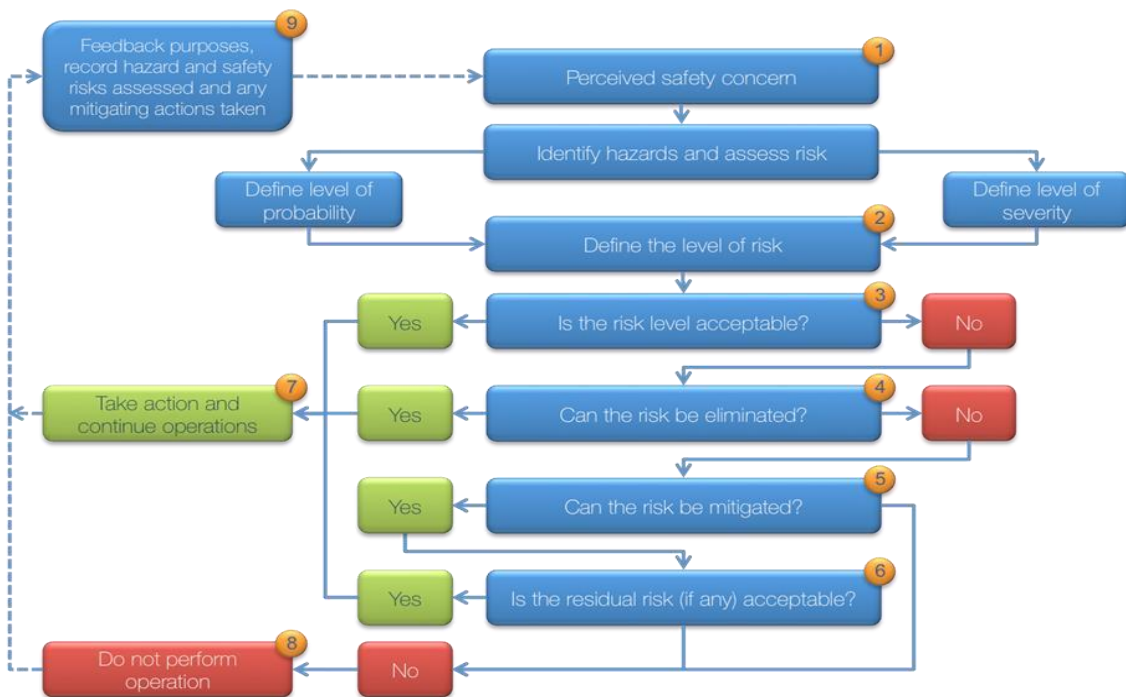 9
Feedback purposes,
record hazard and safety
risks assessed and any
mitigating actions taken
1
Perceived safety concern
Identify hazards and assess risk
Define level of
probability
Define level of
severity
2
Define the level of risk
3
Yes
Is the risk level acceptable?
No
7
Take action and
continue operations
4
Yes
Can the risk be eliminated?
No
5
Yes
Can the risk be mitigated?
6
Yes
Is the residual risk (if any) acceptable?
8
Do not perform
operation
No